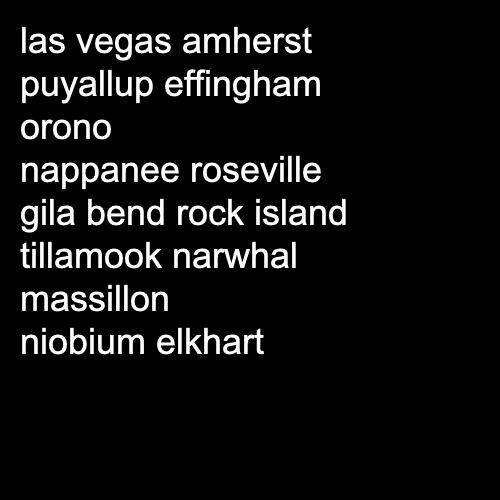 las vegas amherst
puyallup effingham
orono
nappanee roseville
gila bend rock island
tillamook narwhal
massillon
niobium elkhart